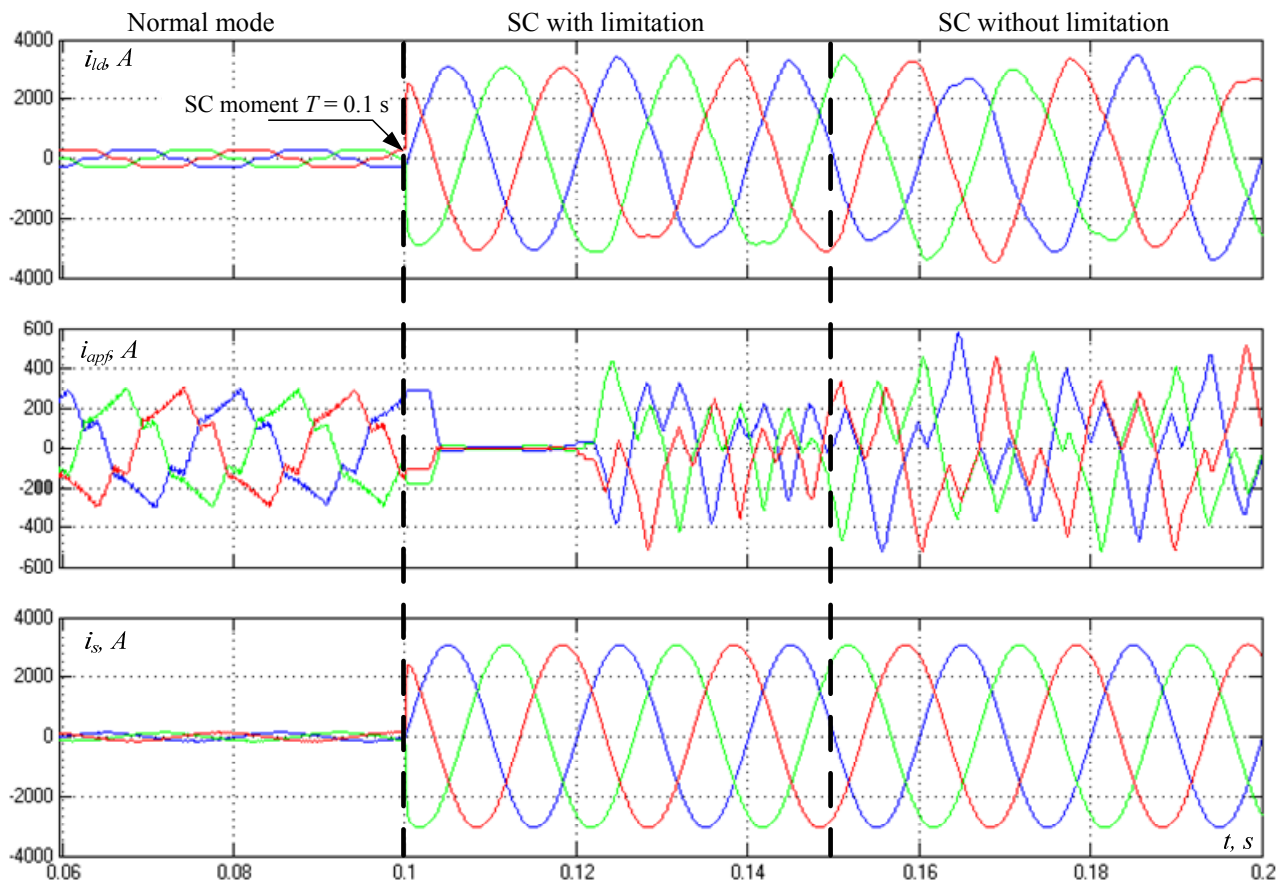 Normal mode SC with limitation SC without limitation
4000
i_ld, A
2000
SC moment T = 0.1 s
0
-2000
-4000
600
i_apf, A
400
200
0
-200
-400
-600
4000
i_s, A
2000
0
-2000
-4000
t, s
0.06 0.08 0.1 0.12 0.14 0.16 0.18 0.2